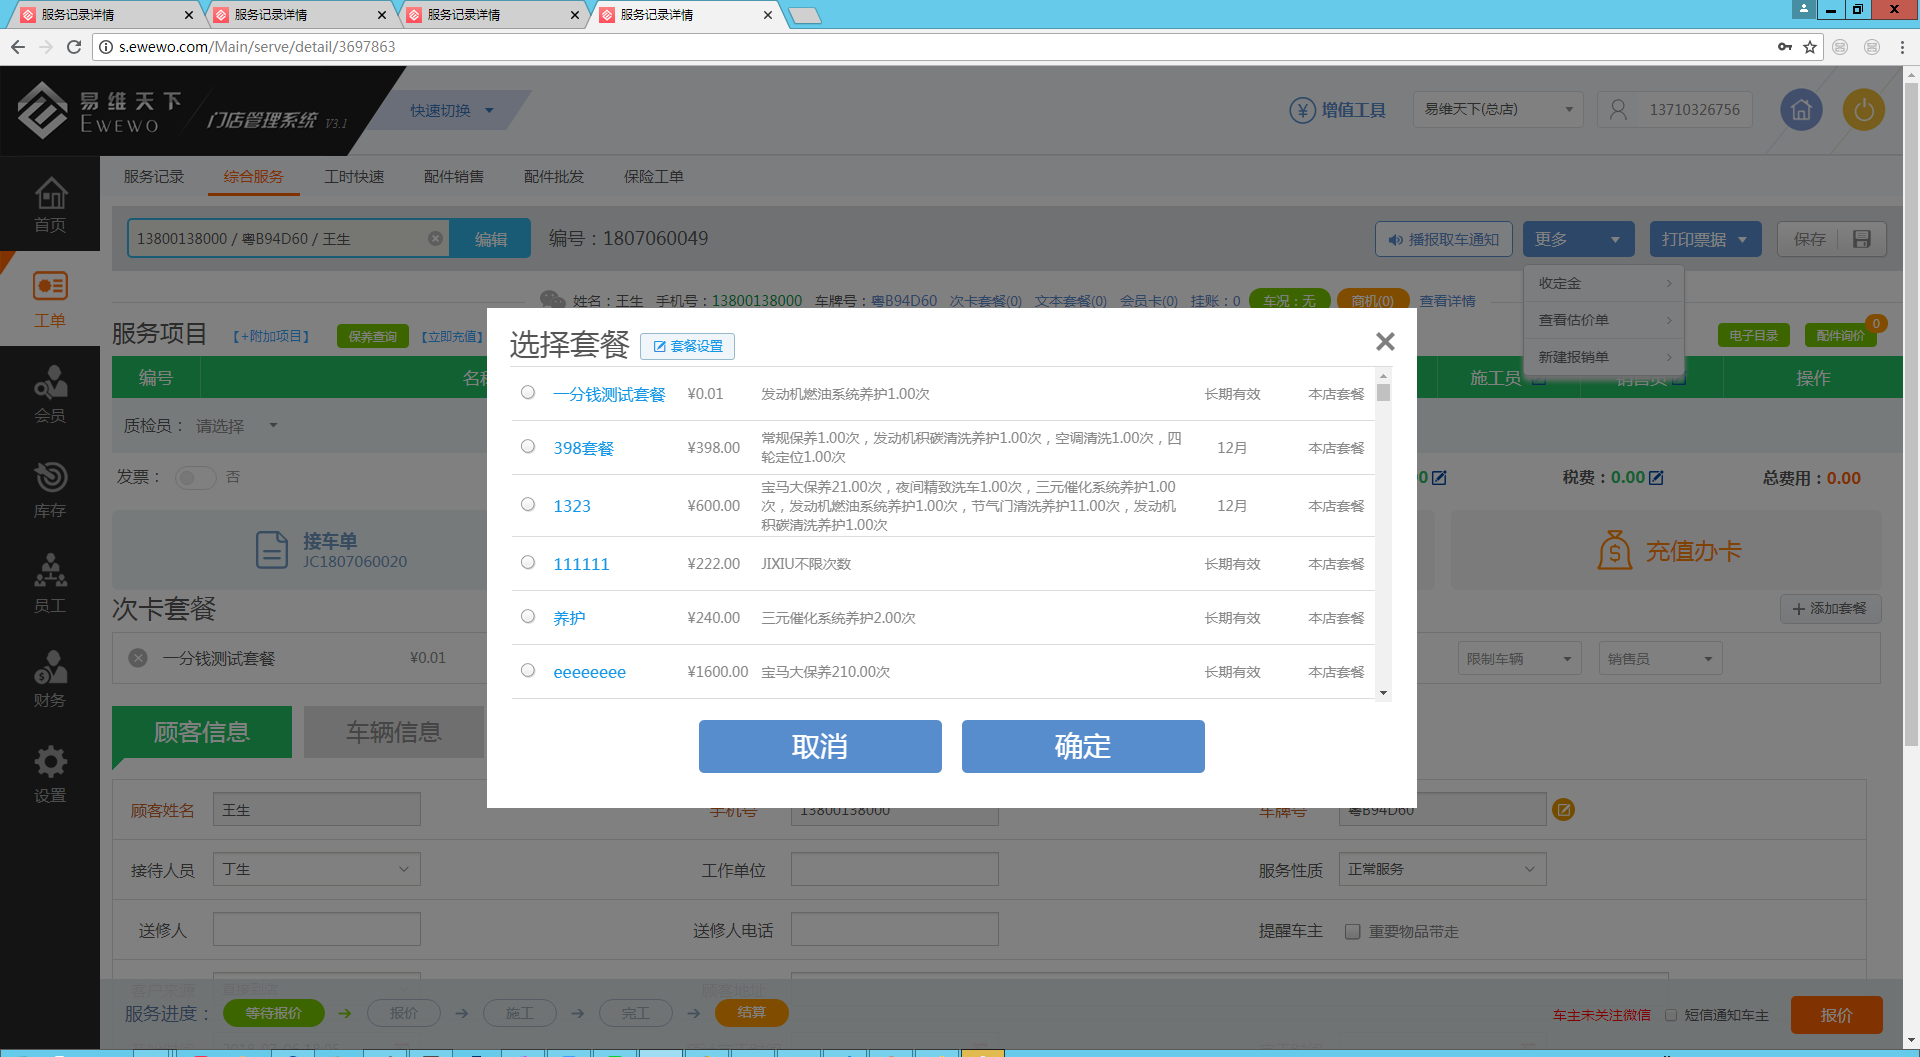 服务记录详情
服务记录详情
服务记录详情
服务记录详情
s.ewewo.com/Main/serve/detail/3697863
易维天下
EWEWO
门店管理系统 V3.1
快速切换
增值工具
易维天下(总店)
13710326756
首页
工单
会员
库存
员工
财务
设置
服务记录 综合服务 工时快速 配件销售 配件批发 保险工单
13800138000 / 粤B94D60 / 王生
编辑
编号：1807060049
播报取车通知
更多
打印票据
保存
收定金
查看估价单
新建报销单
姓名：王生 手机号：13800138000 车牌号：粤B94D60 次卡套餐(0) 文本套餐(0) 会员卡(0) 挂账：0 车况：无 商机(0) 查看详情
服务项目 【+附加项目】 保养查询 【立即充值】
电子目录 配件询价 0
编号 名称 施工员 销售员 操作
质检员： 请选择
发票： 否
0 税费：0.00 总费用：0.00
接车单
JC1807060020
充值办卡
次卡套餐
添加套餐
一分钱测试套餐 ¥0.01 限制车辆 销售员
选择套餐 套餐设置
一分钱测试套餐 ¥0.01 发动机燃油系统养护1.00次 长期有效 本店套餐
398套餐 ¥398.00 常规保养1.00次，发动机积碳清洗养护1.00次，空调清洗1.00次，四
轮定位1.00次 12月 本店套餐
1323 ¥600.00 宝马大保养21.00次，夜间精致洗车1.00次，三元催化系统养护1.00
次，发动机燃油系统养护1.00次，节气门清洗养护11.00次，发动机
积碳清洗养护1.00次 12月 本店套餐
111111 ¥222.00 JIXIU不限次数 长期有效 本店套餐
养护 ¥240.00 三元催化系统养护2.00次 长期有效 本店套餐
eeeeeeee ¥1600.00 宝马大保养210.00次 长期有效 本店套餐
取消 确定
顾客信息 车辆信息
顾客姓名 王生 手机号 13800138000 车牌号 粤B94D60
接待人员 丁生 工作单位 服务性质 正常服务
送修人 送修人电话 提醒车主 重要物品带走
客户来源 顾客地址
服务进度： 等待报价 报价 施工 完工 结算
车主未关注微信 短信通知车主 报价